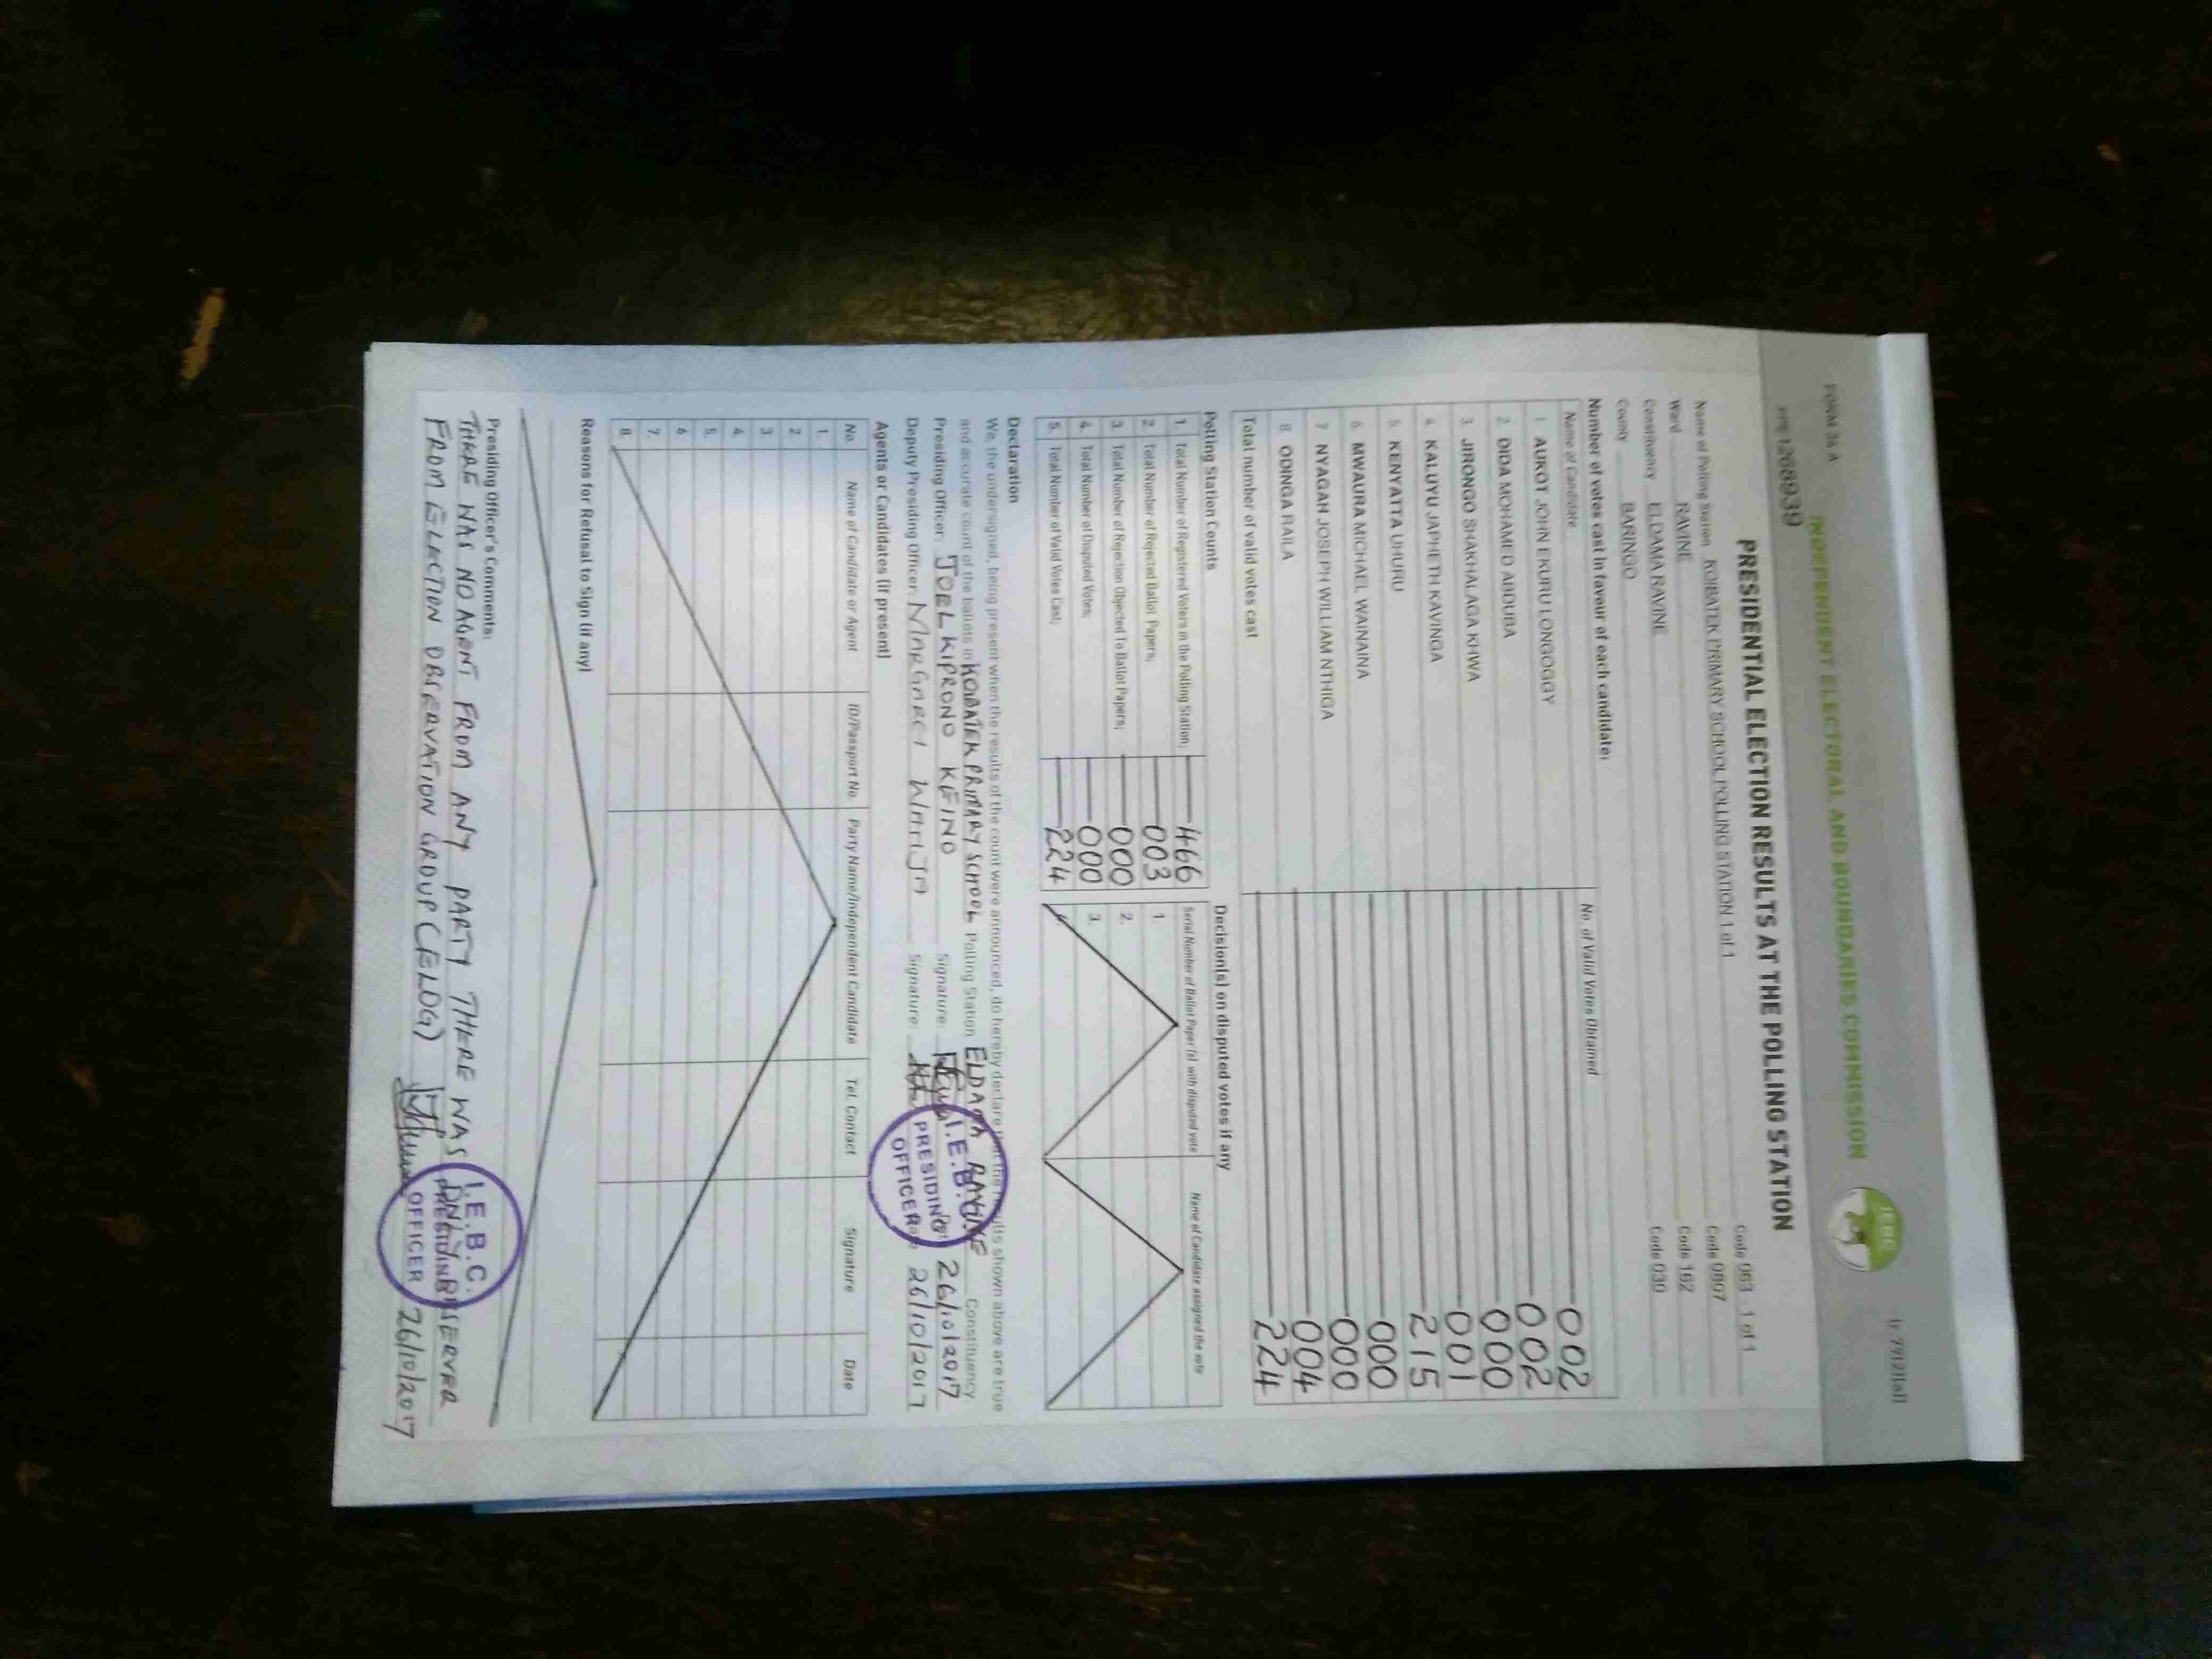 FORM 34 A
INDEPENDENT ELECTORAL AND BOUNDARIES COMMISSION
IEBC
PRESIDENTIAL ELECTION RESULTS AT THE POLLING STATION
Name of Polling Station KOIBATEK PRIMARY SCHOOL POLLING STATION 1 of 1 Code 063 1 of 1
Ward RAVINE Code 0807
Constituency ELDAMA RAVINE Code 162
County BARINGO Code 030
Number of votes cast in favour of each candidate:
Name of Candidate No. of Valid Votes Obtained
1. AUKOT JOHN EKURU LONGOGGY 002
2. DIDA MOHAMED ABDUBA 002
3. JIRONGO SHAKHALAGA KHWA 000
4. KALUYU JAPHETH KAVINGA 001
5. KENYATTA UHURU 215
6. MWAURA MICHAEL WAINAINA 000
7. NYAGAH JOSEPH WILLIAM NTHIGA 000
8. ODINGA RAILA 004
Total number of valid votes cast 224
Polling Station Counts
1. Total Number of Registered Voters in the Polling Station; 466
2. Total Number of Rejected Ballot Papers; 003
3. Total Number of Rejection Objected To Ballot Papers; 000
4. Total Number of Disputed Votes; 000
5. Total Number of Valid Votes Cast; 224
Decision(s) on disputed votes if any
Serial Number of Ballot Paper (s) with disputed vote Name of Candidate assigned the vote
1.
2.
3.
Declaration
We, the undersigned, being present when the results of the count were announced, do hereby declare that the results shown above are true
and accurate count of the ballots in KOIBATEK PRIMARY SCHOOL Polling Station ELDAMA RAVINE Constituency.
Presiding Officer: JOEL KIPRONO KEINO Signature: Date 26/10/2017
Deputy Presiding Officer: MARGARET Signature: Date 26/10/2017
I.E.B.C. PRESIDING OFFICER
Agents or Candidates (if present)
No. Name of Candidate or Agent ID/Passport No. Party Name/Independent Candidate Tel. Contact Signature Date
1.
2.
3.
4.
5.
6.
7.
8.
Reasons for Refusal to Sign (if any)
Presiding Officer's Comments:
THERE WAS NO AGENT FROM ANY PARTY THERE WAS ONLY OBSERVER
FROM ELECTION OBSERVATION GROUP (ELOG) 26/10/2017
I.E.B.C. PRESIDING OFFICER